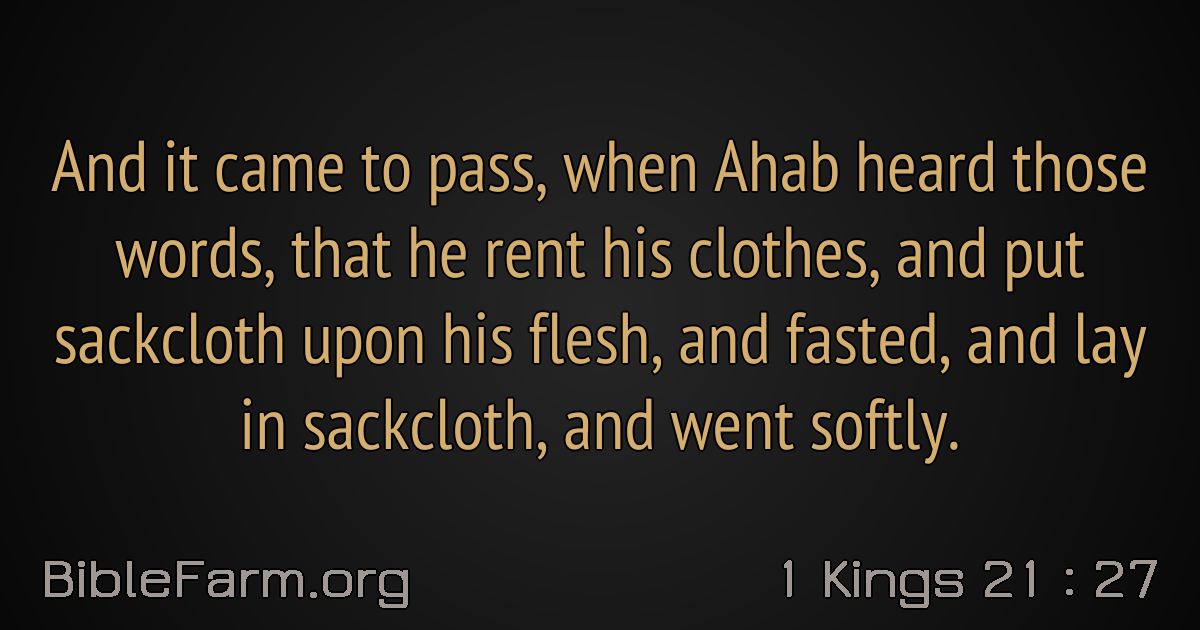 And it came to pass, when Ahab heard those
words, that he rent his clothes, and put
sackcloth upon his flesh, and fasted, and lay
in sackcloth, and went softly.
BibleFarm.org
1 Kings 21 : 27